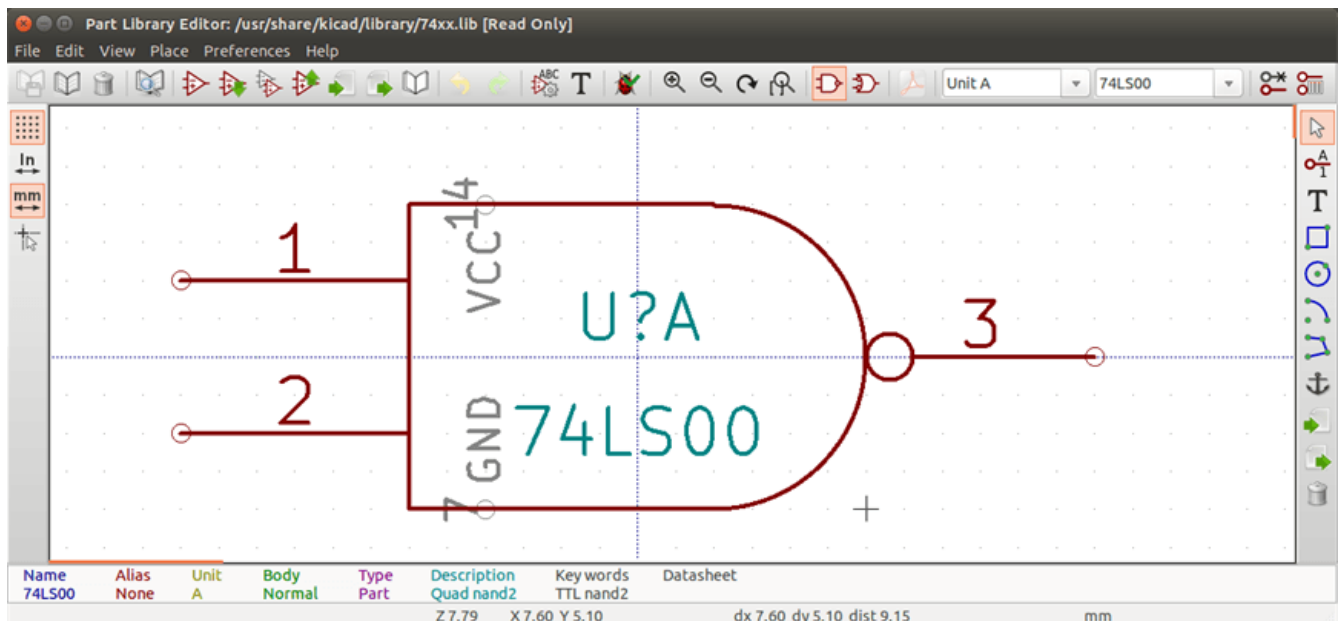 Part Library Editor: /usr/share/kicad/library/74xx.lib [Read Only]
File Edit View Place Preferences Help
ABC T Unit A 74LS00
In
mm
A
1
T
14
VCC
1
U?A
3
2
GND
74LS00
7
Name Alias Unit Body Type Description Key words Datasheet
74LS00 None A Normal Part Quad nand2 TTL nand2
Z 7.79 X 7.60 Y 5.10 dx 7.60 dy 5.10 dist 9.15 mm